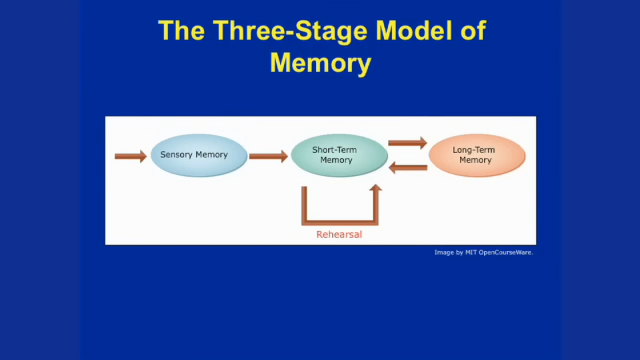 The Three-Stage Model of
Memory
Sensory Memory
Short-Term
Memory
Long-Term
Memory
Rehearsal
Image by MIT OpenCourseWare.